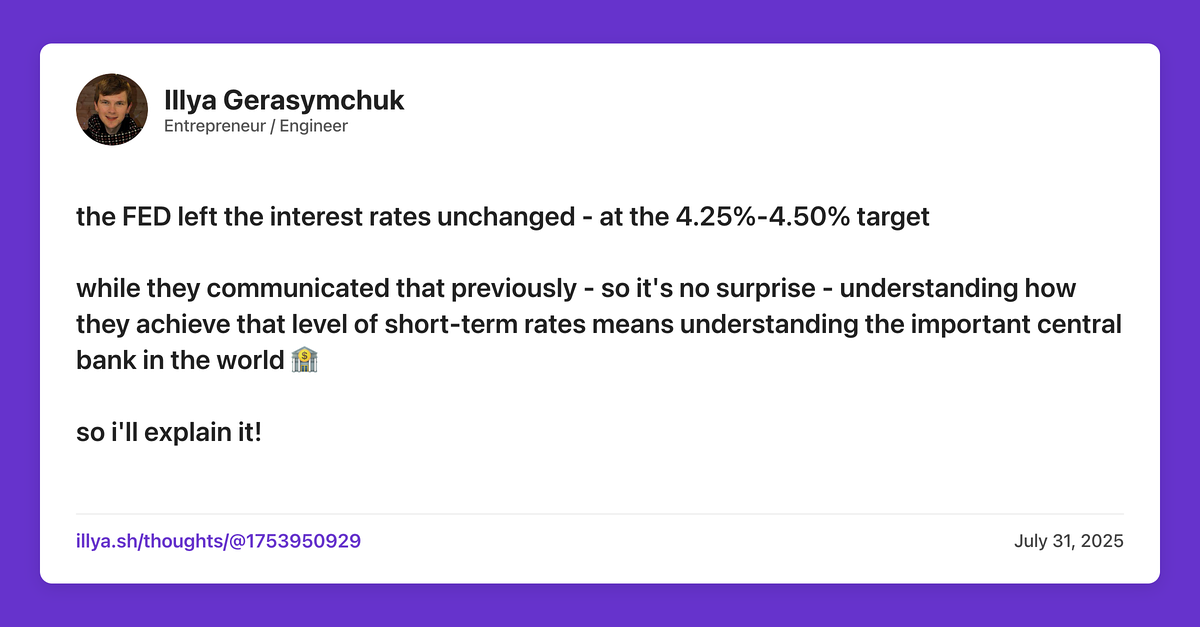 Illya Gerasymchuk
Entrepreneur / Engineer
the FED left the interest rates unchanged - at the 4.25%-4.50% target
while they communicated that previously - so it's no surprise - understanding how
they achieve that level of short-term rates means understanding the important central
bank in the world 🏦
so i'll explain it!
illya.sh/thoughts/@1753950929
July 31, 2025